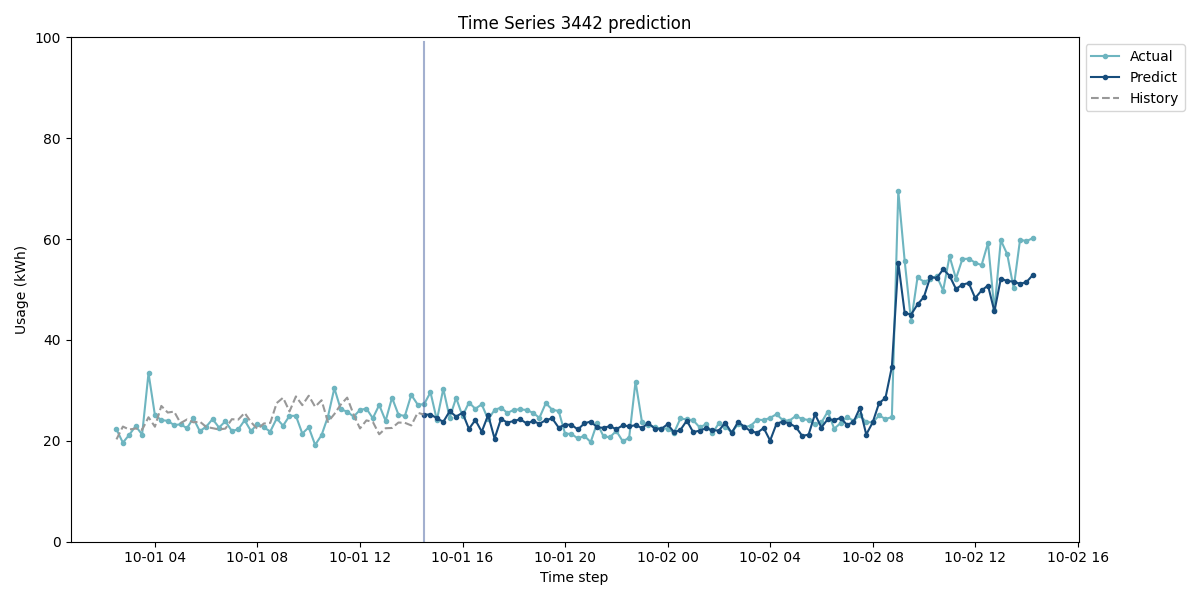 Time Series 3442 prediction
100
80
60
40
20
0
Usage (kWh)
10-01 04
10-01 08
10-01 12
10-01 16
10-01 20
10-02 00
10-02 04
10-02 08
10-02 12
10-02 16
Time step
Actual
Predict
History